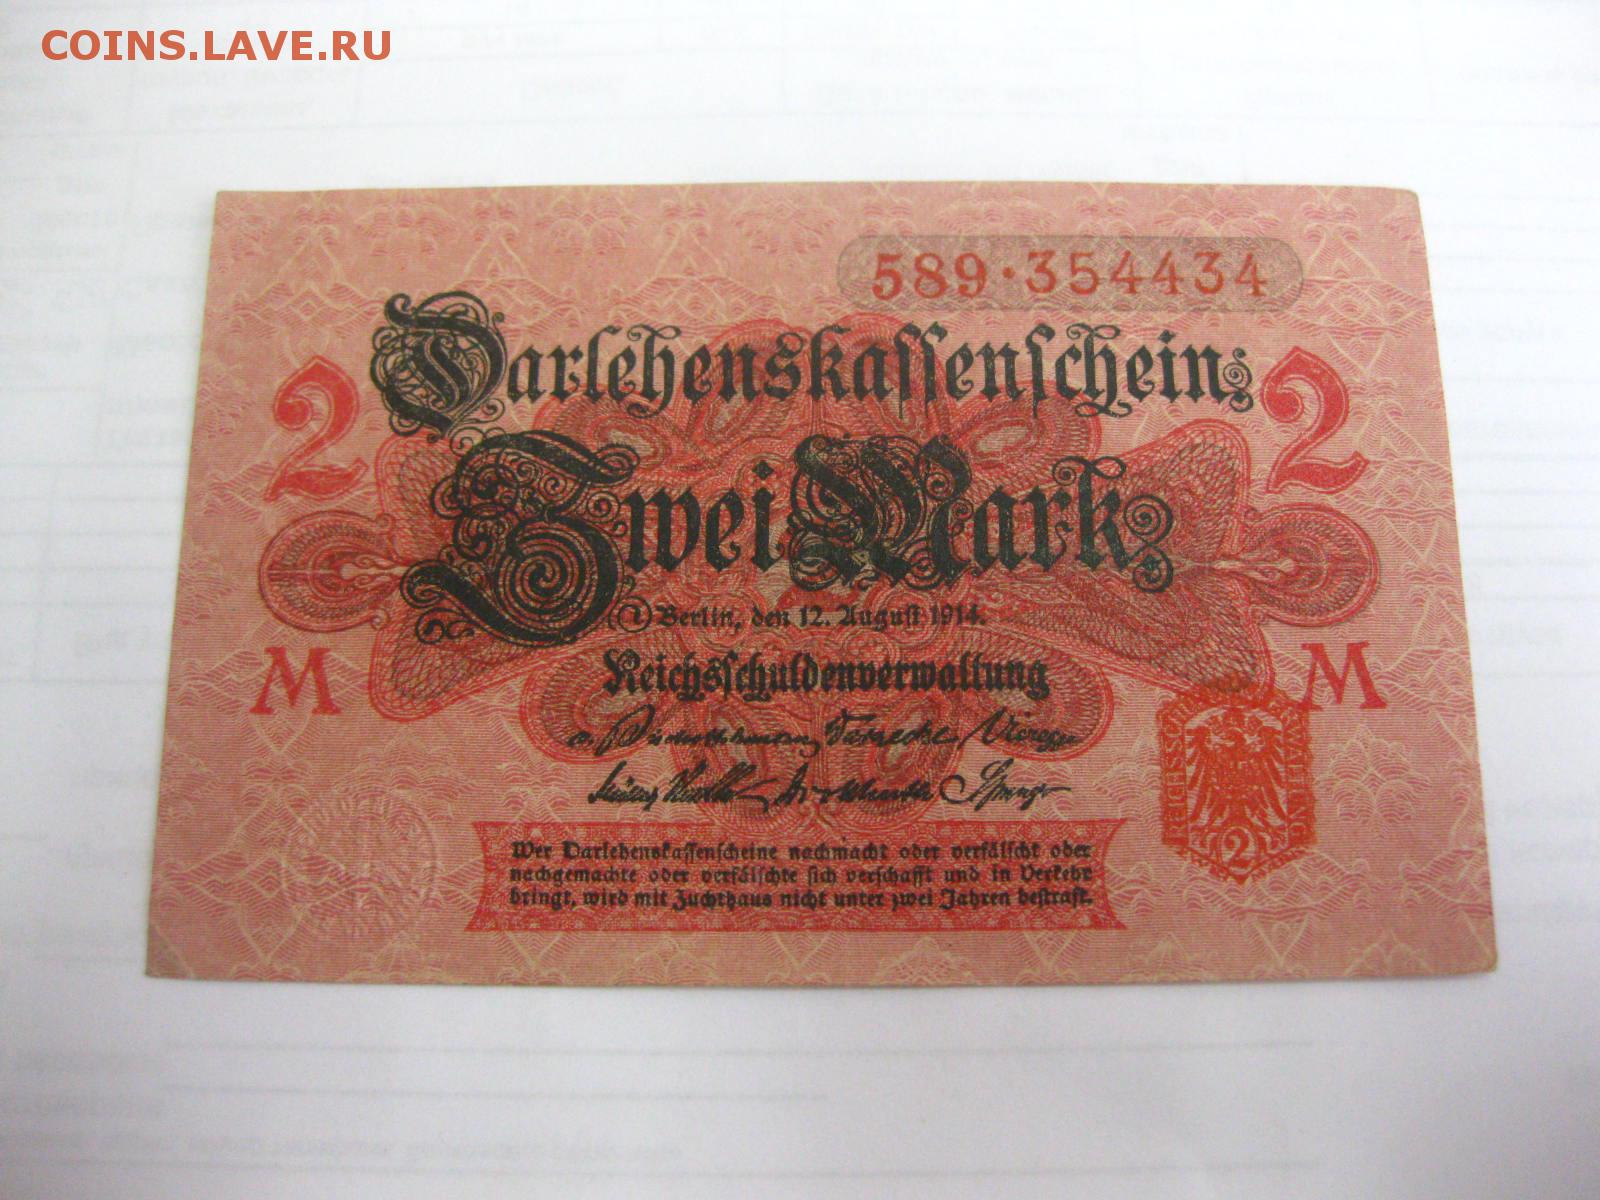 COINS.LAVE.RU
589·354434
Darlehenskassenschein
2 2
Zwei Mark
Berlin, den 12. August 1914.
M M
Reichsschuldenverwaltung
Wer Darlehenskassenscheine nachmacht oder verfälscht oder
nachgemachte oder verfälschte sich verschafft und in Verkehr
bringt, wird mit Zuchthaus nicht unter zwei Jahren bestraft.
2